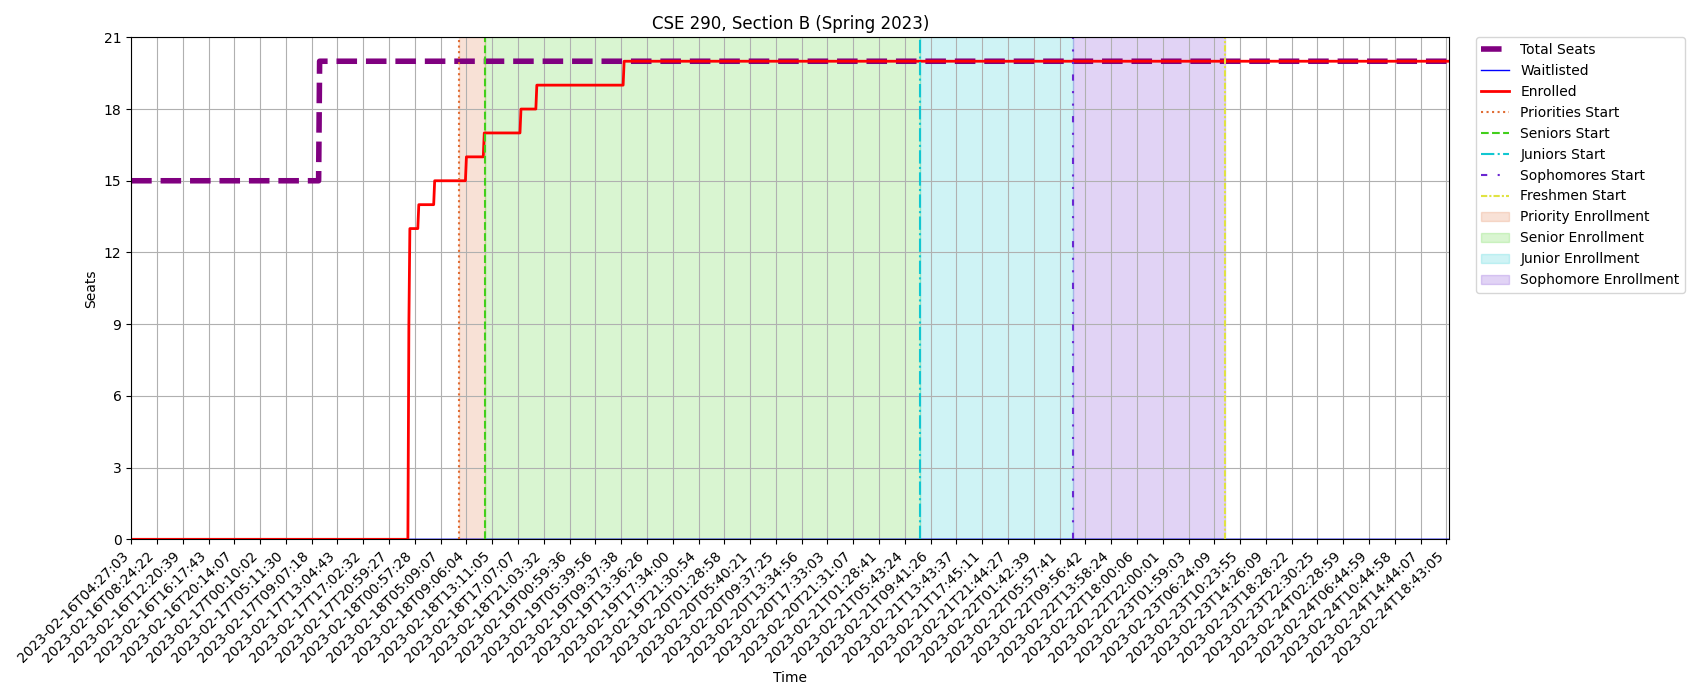 CSE 290, Section B (Spring 2023)
21
18
15
12
9
6
3
0
Seats
2023-02-16T04:27:03
2023-02-16T08:24:22
2023-02-16T12:20:39
2023-02-16T16:17:43
2023-02-16T20:14:07
2023-02-17T00:10:02
2023-02-17T05:11:30
2023-02-17T09:07:18
2023-02-17T13:04:43
2023-02-17T17:02:32
2023-02-17T20:59:27
2023-02-18T00:57:28
2023-02-18T05:09:07
2023-02-18T09:06:04
2023-02-18T13:11:05
2023-02-18T17:07:07
2023-02-18T21:03:32
2023-02-19T00:59:36
2023-02-19T05:39:56
2023-02-19T09:37:38
2023-02-19T13:36:26
2023-02-19T17:34:00
2023-02-19T21:30:54
2023-02-20T01:28:58
2023-02-20T05:40:21
2023-02-20T09:37:25
2023-02-20T13:34:56
2023-02-20T17:33:03
2023-02-20T21:31:07
2023-02-21T01:28:41
2023-02-21T05:43:24
2023-02-21T09:41:26
2023-02-21T13:43:37
2023-02-21T17:45:11
2023-02-21T21:44:27
2023-02-22T01:42:39
2023-02-22T05:57:41
2023-02-22T09:56:42
2023-02-22T13:58:24
2023-02-22T18:00:06
2023-02-22T22:00:01
2023-02-23T01:59:03
2023-02-23T06:24:09
2023-02-23T10:23:55
2023-02-23T14:26:09
2023-02-23T18:28:22
2023-02-23T22:30:25
2023-02-24T02:28:59
2023-02-24T06:44:59
2023-02-24T10:44:58
2023-02-24T14:44:07
2023-02-24T18:43:05
Time
Total Seats
Waitlisted
Enrolled
Priorities Start
Seniors Start
Juniors Start
Sophomores Start
Freshmen Start
Priority Enrollment
Senior Enrollment
Junior Enrollment
Sophomore Enrollment